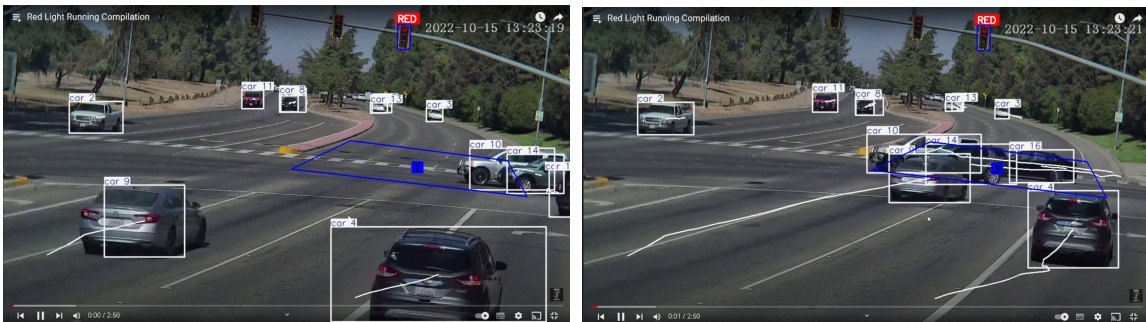 Red Light Running Compilation
RED
2022-10-15 13:23:19
car 11
car 8
car 2
car 13
car 3
car 10
car 14
car 9
car 4
0:00 / 2:50
Red Light Running Compilation
RED
2022-10-15 13:23:21
car 11
car 8
car 2
car 13
car 3
car 10
car 14
car 16
car 4
0:01 / 2:50